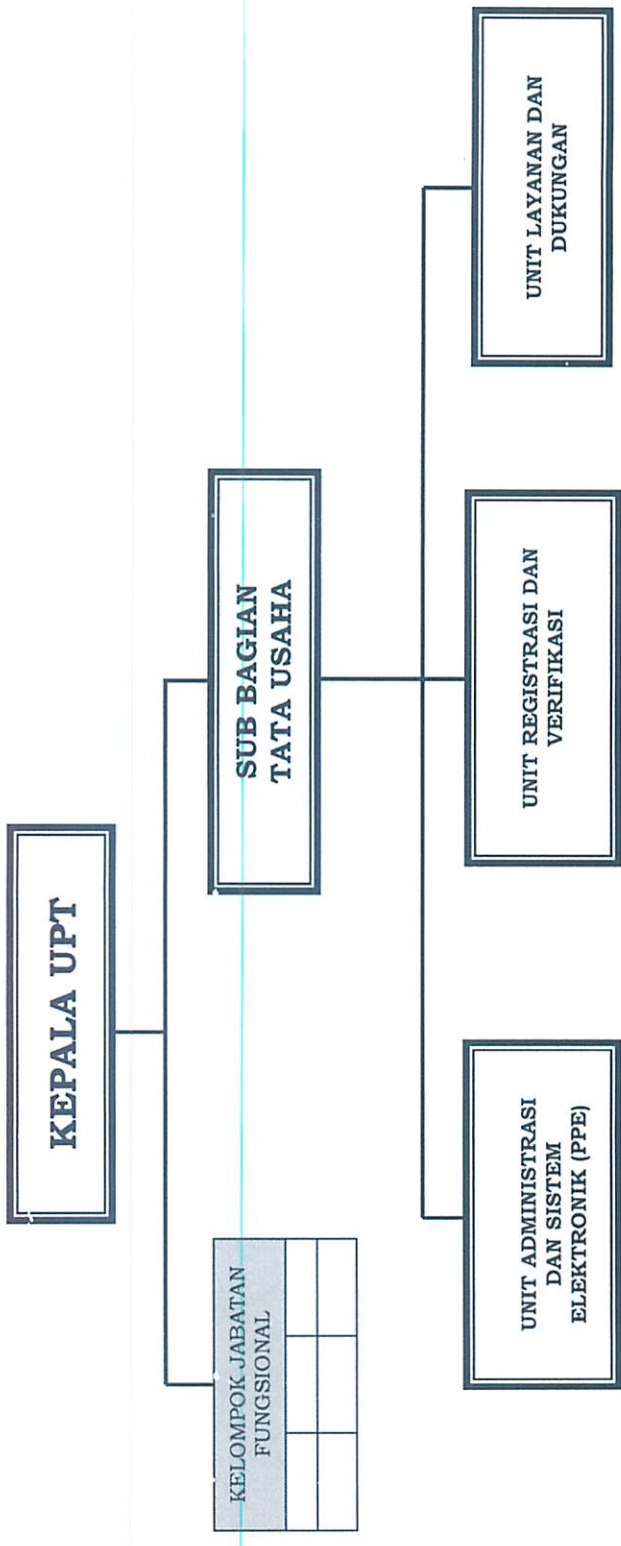 KEPALA UPT
KELOMPOK JABATAN
FUNGSIONAL
SUB BAGIAN
TATA USAHA
UNIT ADMINISTRASI
DAN SISTEM
ELEKTRONIK (PPE)
UNIT REGISTRASI DAN
VERIFIKASI
UNIT LAYANAN DAN
DUKUNGAN